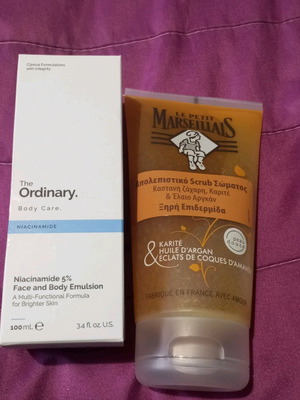 Clinical Formulations
with Integrity.
The
Ordinary.
Body Care.
NIACINAMIDE
Niacinamide 5%
Face and Body Emulsion
A Multi-Functional Formula
for Brighter Skin
100 mL e
3.4 fl. oz. U.S.
LE PETIT
MARSEILLAIS
Απολεπιστικό Scrub Σώματος
Καστανή ζάχαρη, Καριτέ
& Έλαιο Αργκάν
Ξηρή Επιδερμίδα
KARITÉ
HUILE D'ARGAN
& ÉCLATS DE COQUES D'AMANDE
FABRIQUÉ EN FRANCE AVEC AMOUR